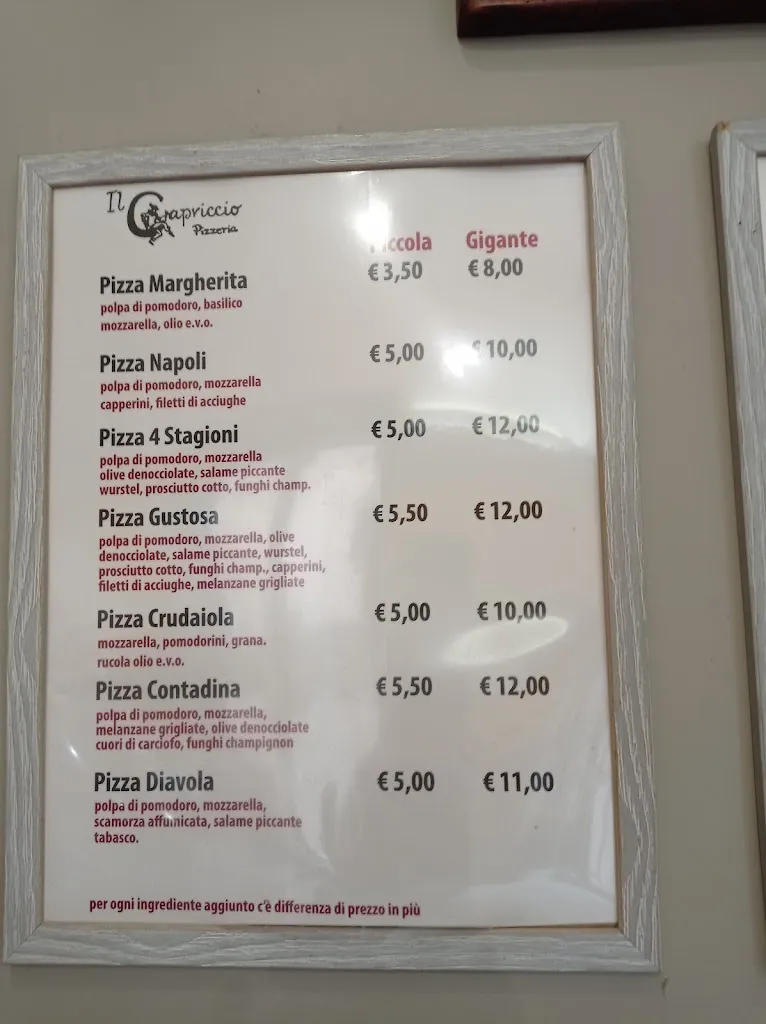 Il Capriccio
Pizzeria
Piccola Gigante
Pizza Margherita € 3,50 € 8,00
polpa di pomodoro, basilico
mozzarella, olio e.v.o.
Pizza Napoli € 5,00 € 10,00
polpa di pomodoro, mozzarella
capperini, filetti di acciughe
Pizza 4 Stagioni € 5,00 € 12,00
polpa di pomodoro, mozzarella
olive denocciolate, salame piccante
wurstel, prosciutto cotto, funghi champ.
Pizza Gustosa € 5,50 € 12,00
polpa di pomodoro, mozzarella, olive
denocciolate, salame piccante, wurstel,
prosciutto cotto, funghi champ., capperini,
filetti di acciughe, melanzane grigliate
Pizza Crudaiola € 5,00 € 10,00
mozzarella, pomodorini, grana.
rucola olio e.v.o.
Pizza Contadina € 5,50 € 12,00
polpa di pomodoro, mozzarella,
melanzane grigliate, olive denocciolate
cuori di carciofo, funghi champignon
Pizza Diavola € 5,00 € 11,00
polpa di pomodoro, mozzarella,
scamorza affumicata, salame piccante
tabasco.
per ogni ingrediente aggiunto c'è differenza di prezzo in più